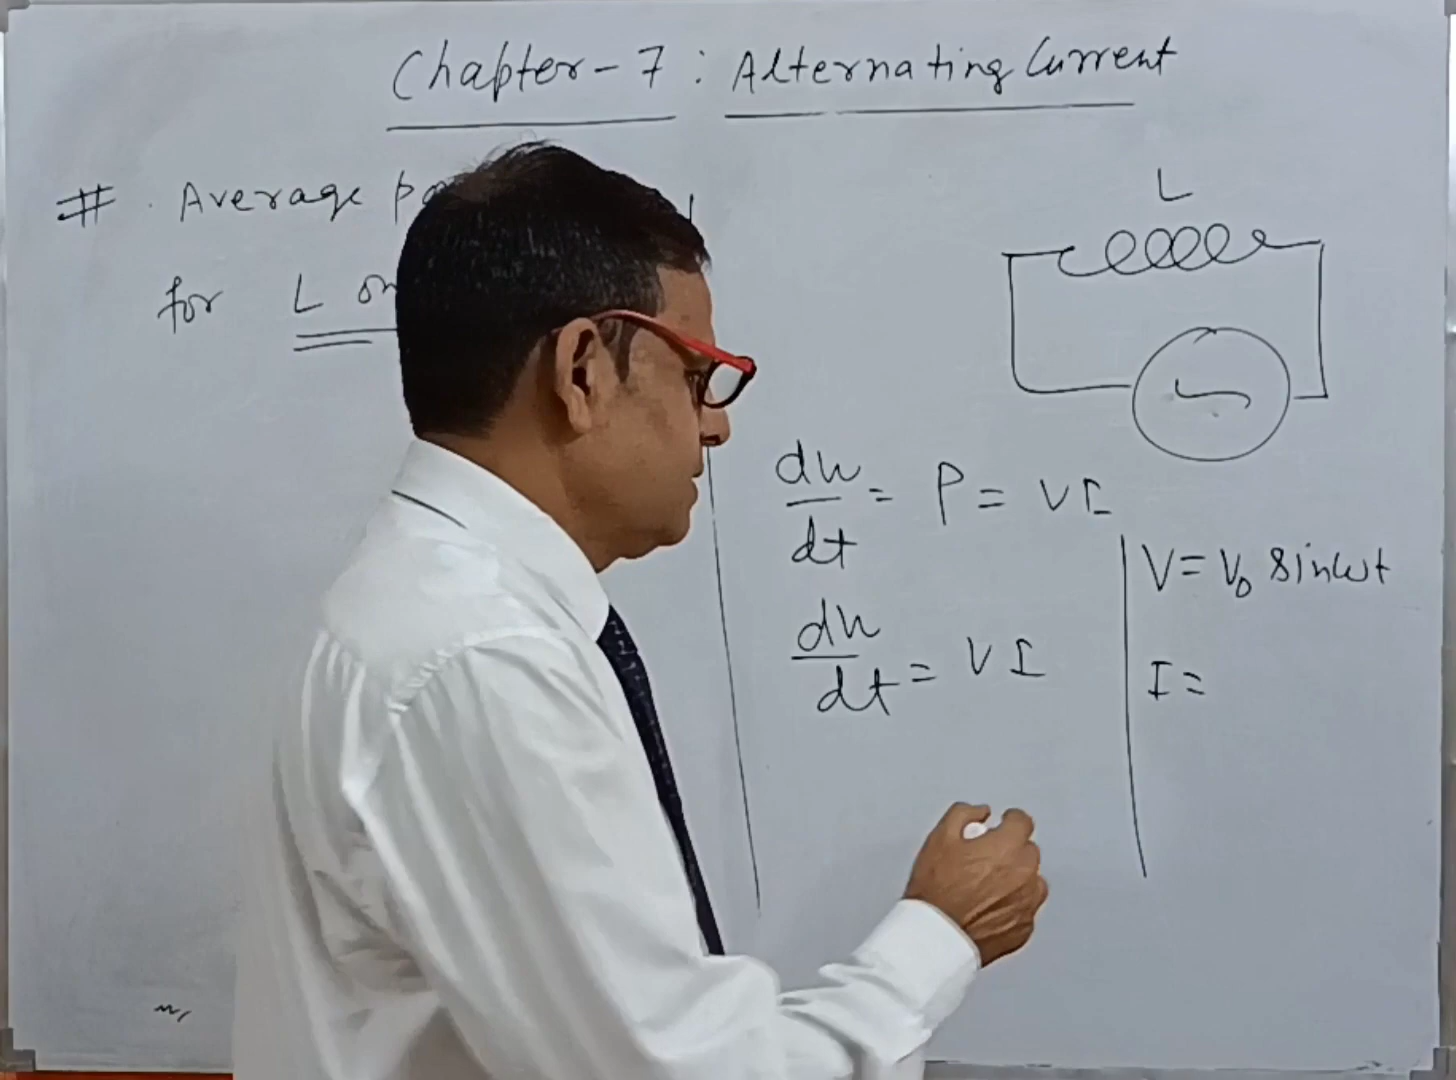 Chapter-7: Alternating Current
# Average
for L
L
dw/dt = P = VI
dw/dt = VI
V = V₀ sinωt
I =